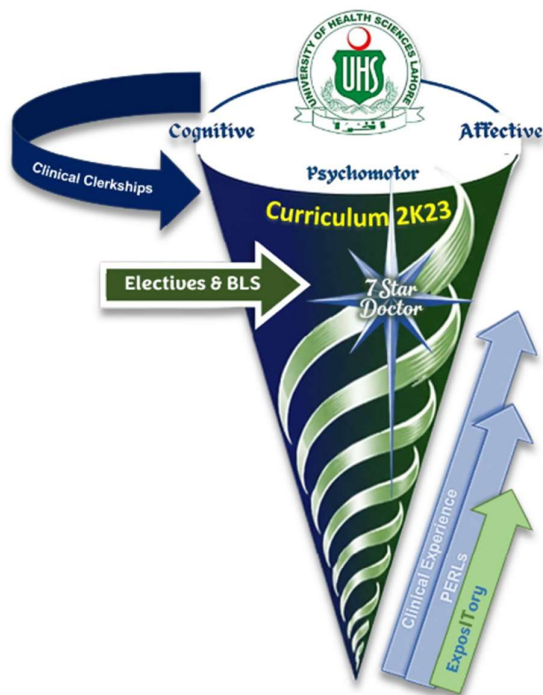 UNIVERSITY OF HEALTH SCIENCES LAHORE
UHS
Cognitive
Affective
Psychomotor
Clinical Clerkships
Curriculum 2K23
Electives & BLS
7 Star
Doctor
Clinical Experience
PERLs
ExposITory